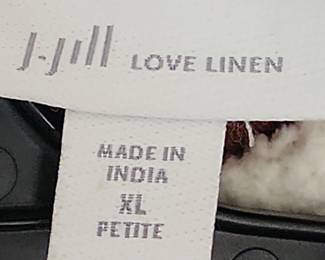 J.Jill LOVE LINEN
MADE IN
INDIA
XL
PETITE